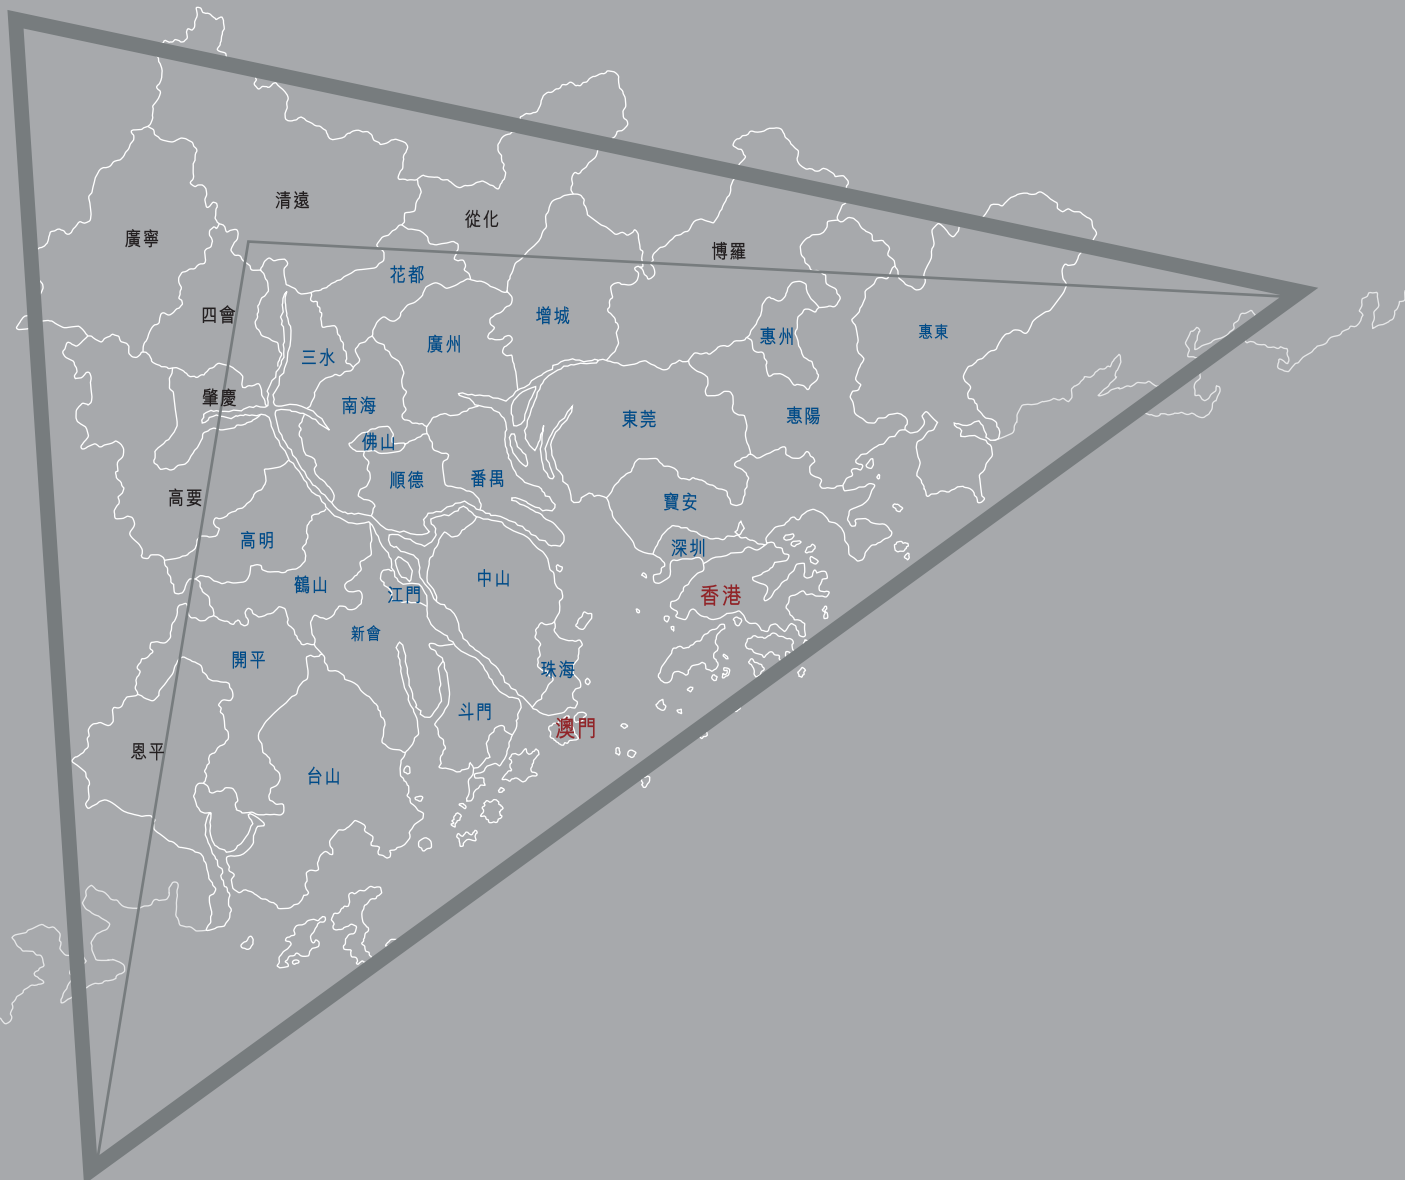 清遠
從化
廣寧
博羅
花都
四會
增城
惠東
惠州
廣州
三水
肇慶
南海
惠陽
東莞
佛山
順德
番禺
高要
寶安
高明
深圳
中山
鶴山
江門
香港
新會
開平
珠海
斗門
澳門
恩平
台山